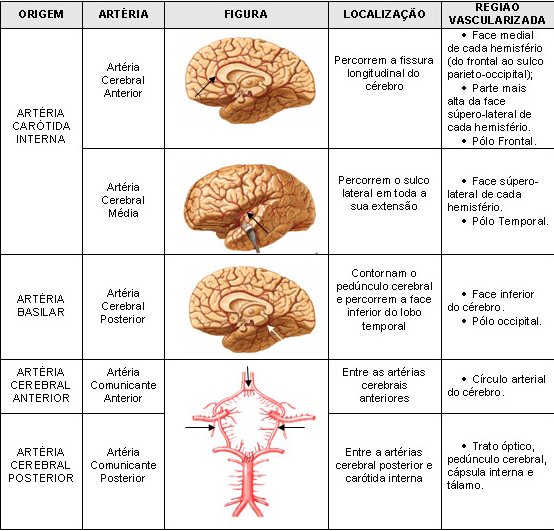 ORIGEM
ARTÉRIA
FIGURA
LOCALIZAÇÃO
REGIÃO
VASCULARIZADA
ARTÉRIA
CARÓTIDA
INTERNA
Artéria
Cerebral
Anterior
Percorrem a fissura
longitudinal do
cérebro
• Face medial
de cada hemisfério
(do frontal ao sulco
parieto-occipital);
• Parte mais
alta da face
súpero-lateral de
cada hemisfério.
• Pólo Frontal.
Artéria
Cerebral
Média
Percorrem o sulco
lateral em toda a
sua extensão
• Face súpero-
lateral de cada
hemisfério.
• Pólo Temporal.
ARTÉRIA
BASILAR
Artéria
Cerebral
Posterior
Contornam o
pedúnculo cerebral
e percorrem a face
inferior do lobo
temporal
• Face inferior
do cérebro.
• Pólo occipital.
ARTÉRIA
CEREBRAL
ANTERIOR
Artéria
Comunicante
Anterior
Entre as artérias
cerebrais
anteriores
• Círculo arterial
do cérebro.
ARTÉRIA
CEREBRAL
POSTERIOR
Artéria
Comunicante
Posterior
Entre a artérias
cerebral posterior e
carótida interna
• Trato óptico,
pedúnculo cerebral,
cápsula interna e
tálamo.